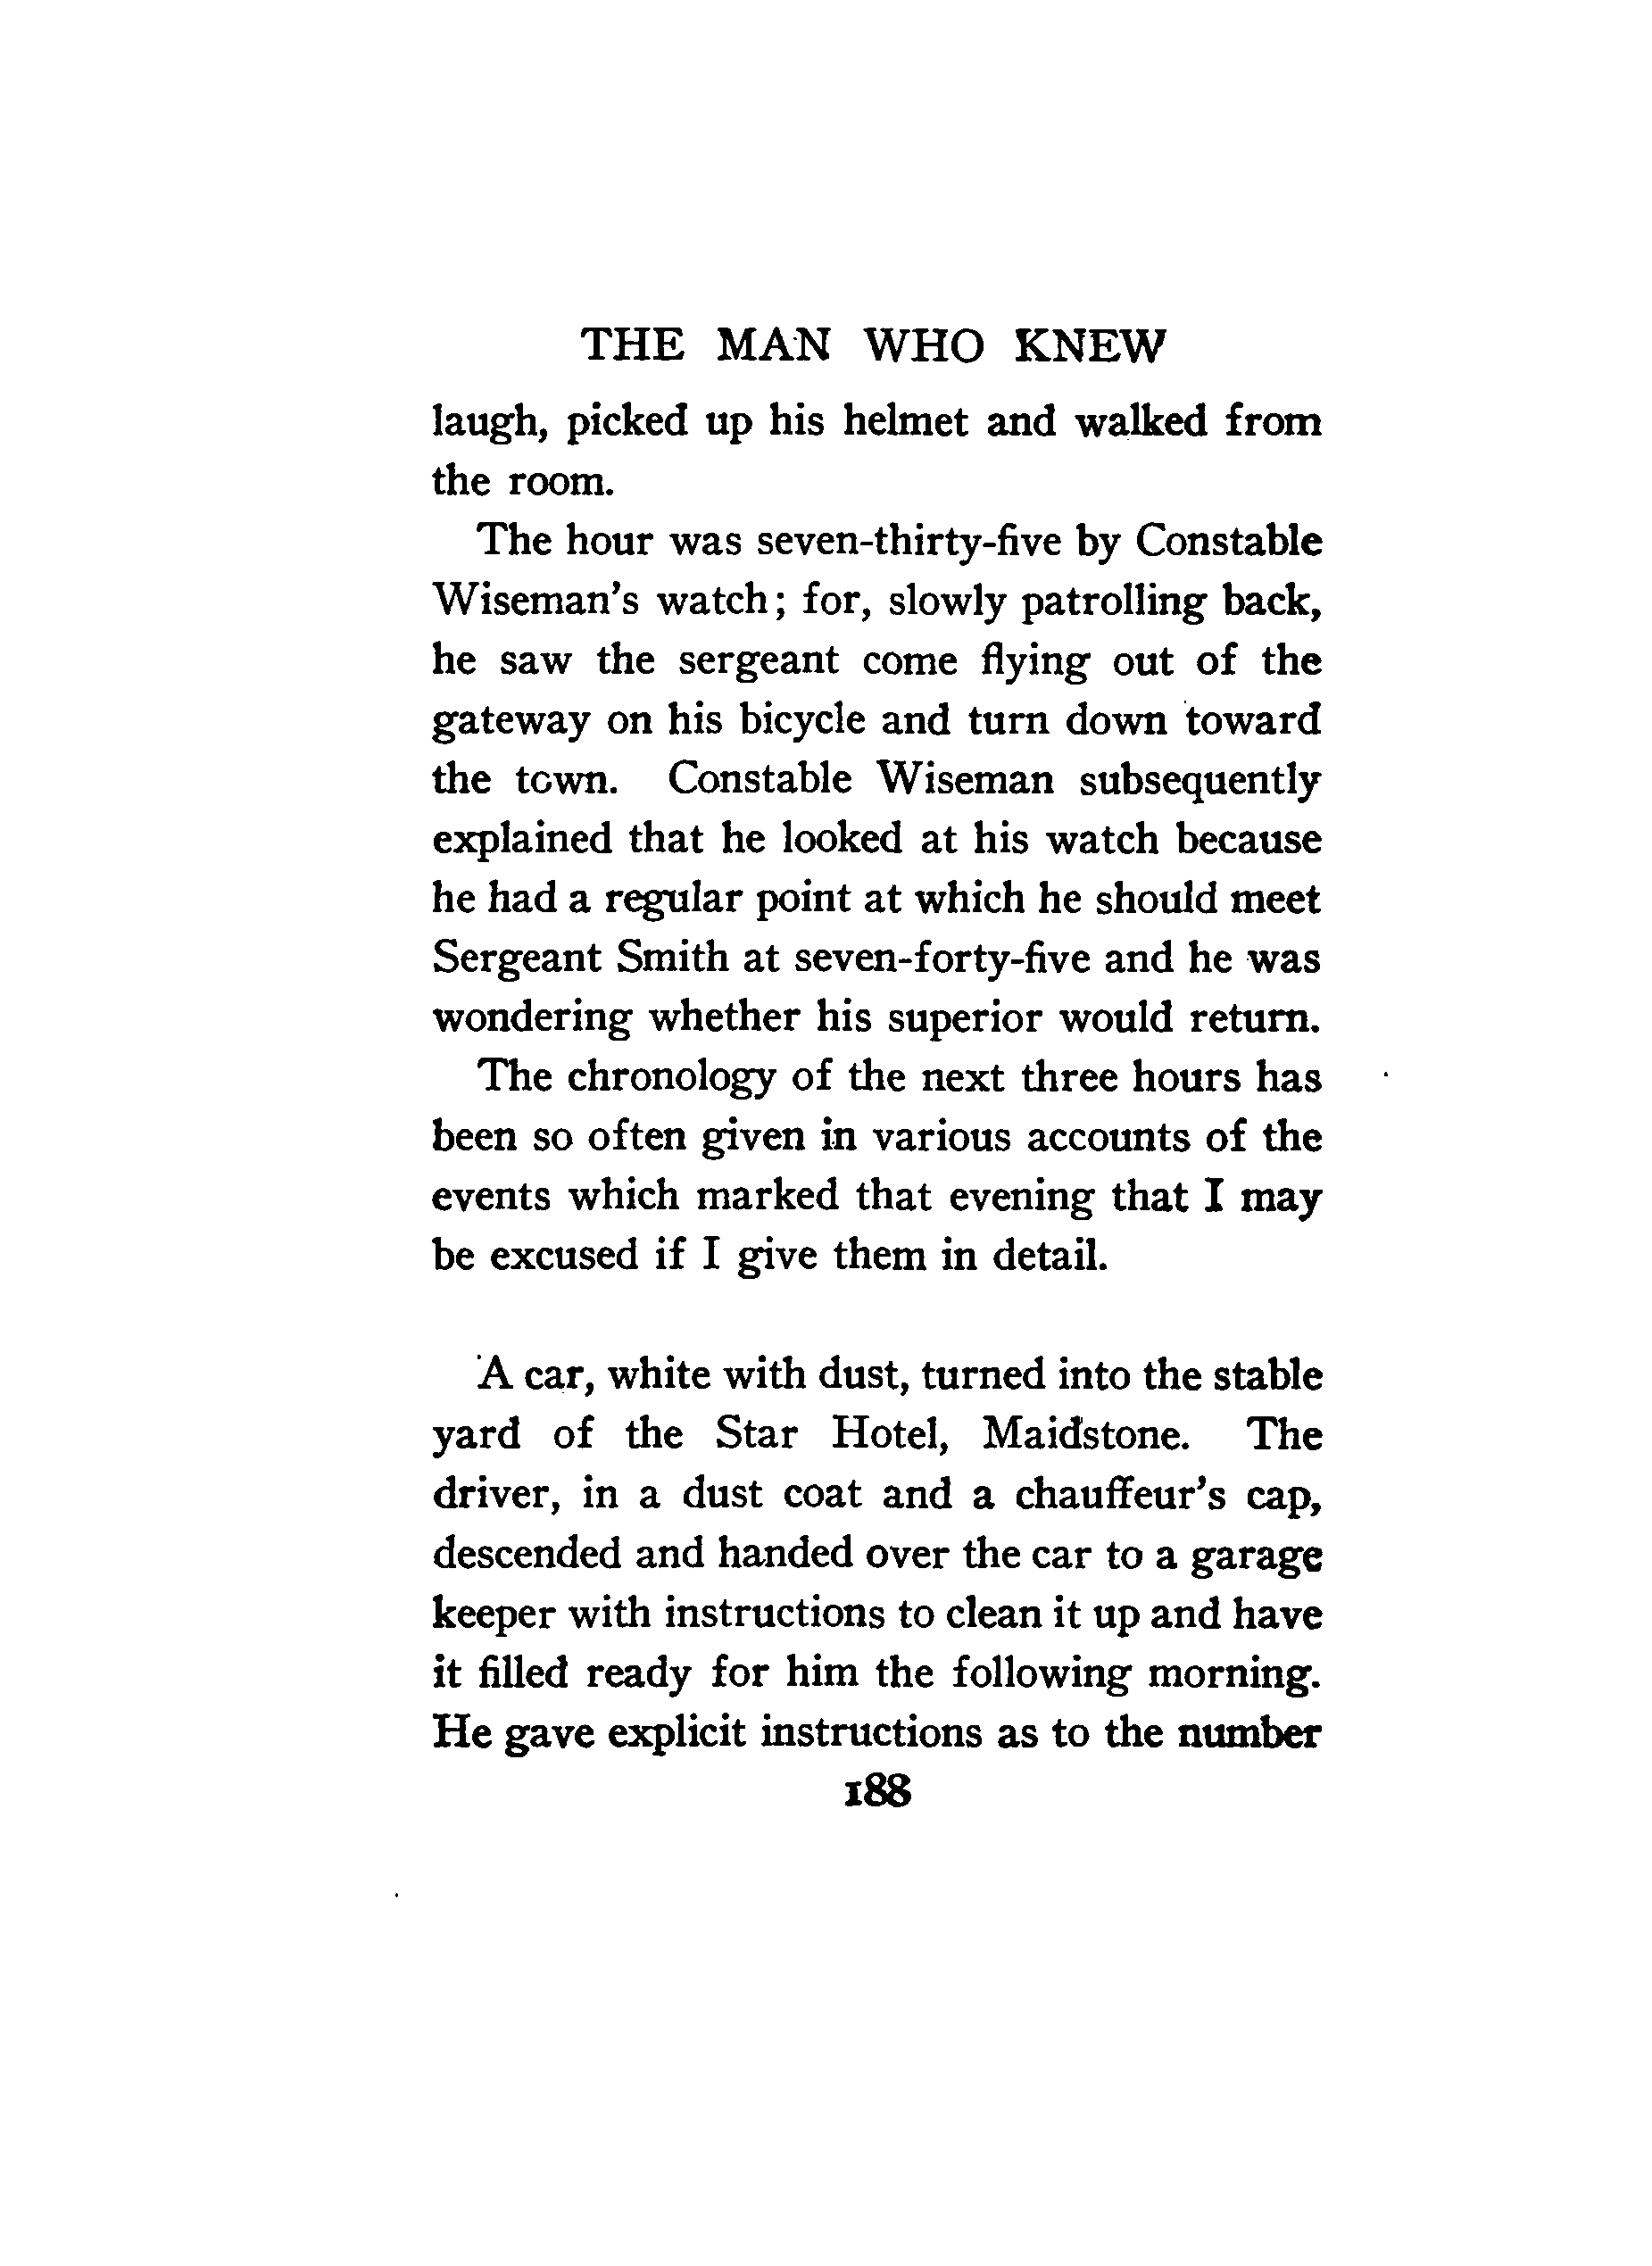 THE MAN WHO KNEW
laugh, picked up his helmet and walked from
the room.
The hour was seven-thirty-five by Constable
Wiseman's watch; for, slowly patrolling back,
he saw the sergeant come flying out of the
gateway on his bicycle and turn down toward
the town. Constable Wiseman subsequently
explained that he looked at his watch because
he had a regular point at which he should meet
Sergeant Smith at seven-forty-five and he was
wondering whether his superior would return.
The chronology of the next three hours has
been so often given in various accounts of the
events which marked that evening that I may
be excused if I give them in detail.
A car, white with dust, turned into the stable
yard of the Star Hotel, Maidstone. The
driver, in a dust coat and a chauffeur's cap,
descended and handed over the car to a garage
keeper with instructions to clean it up and have
it filled ready for him the following morning.
He gave explicit instructions as to the number
188